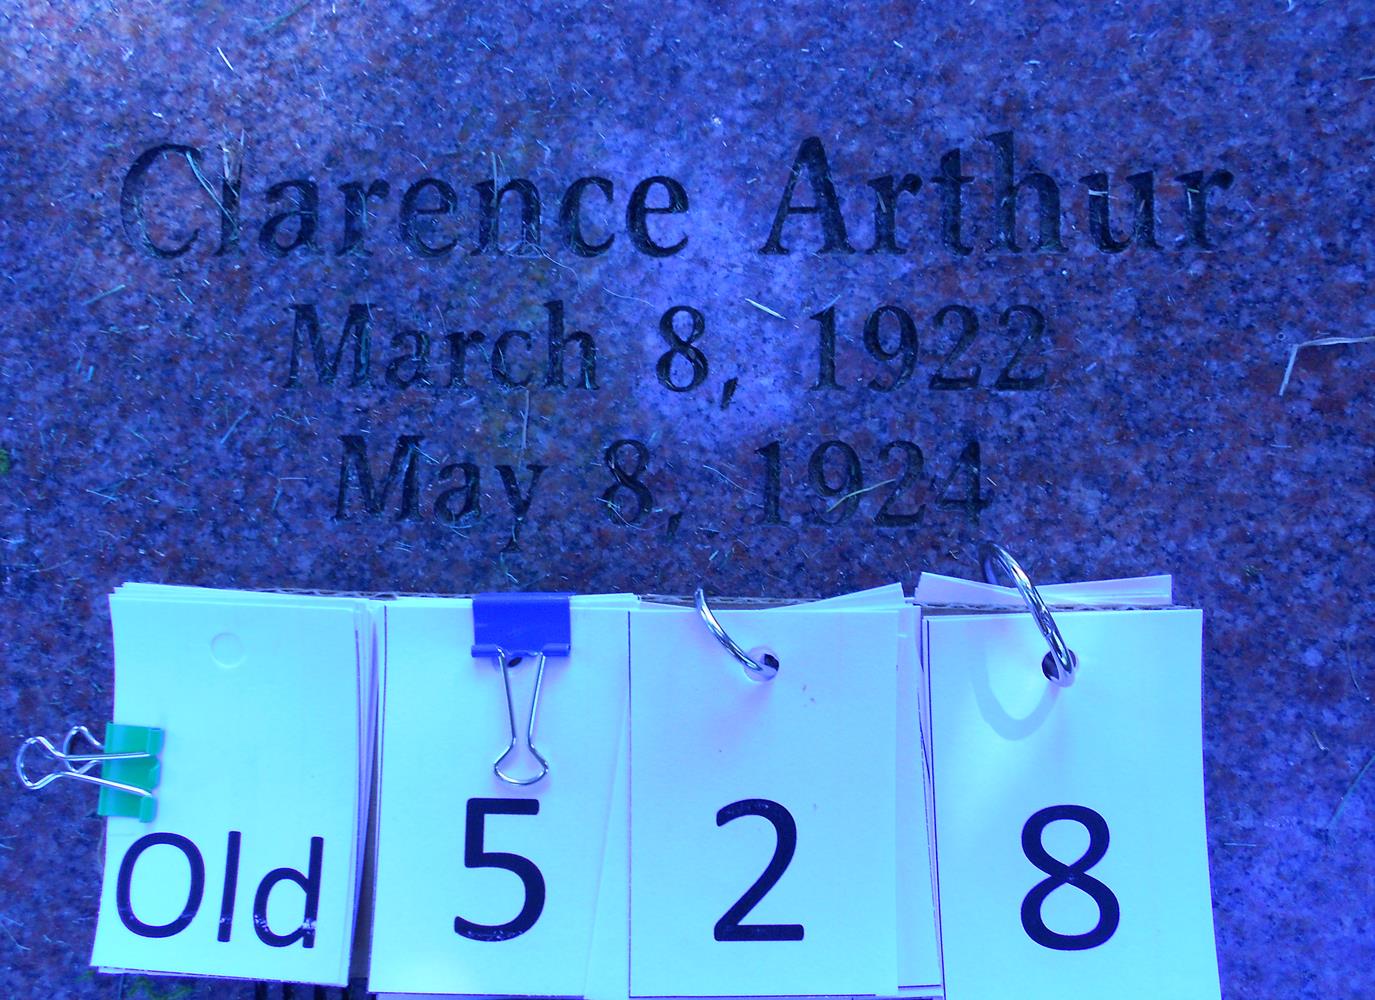 Clarence Arthur
March 8, 1922
May 8, 1924
Old 5 2 8